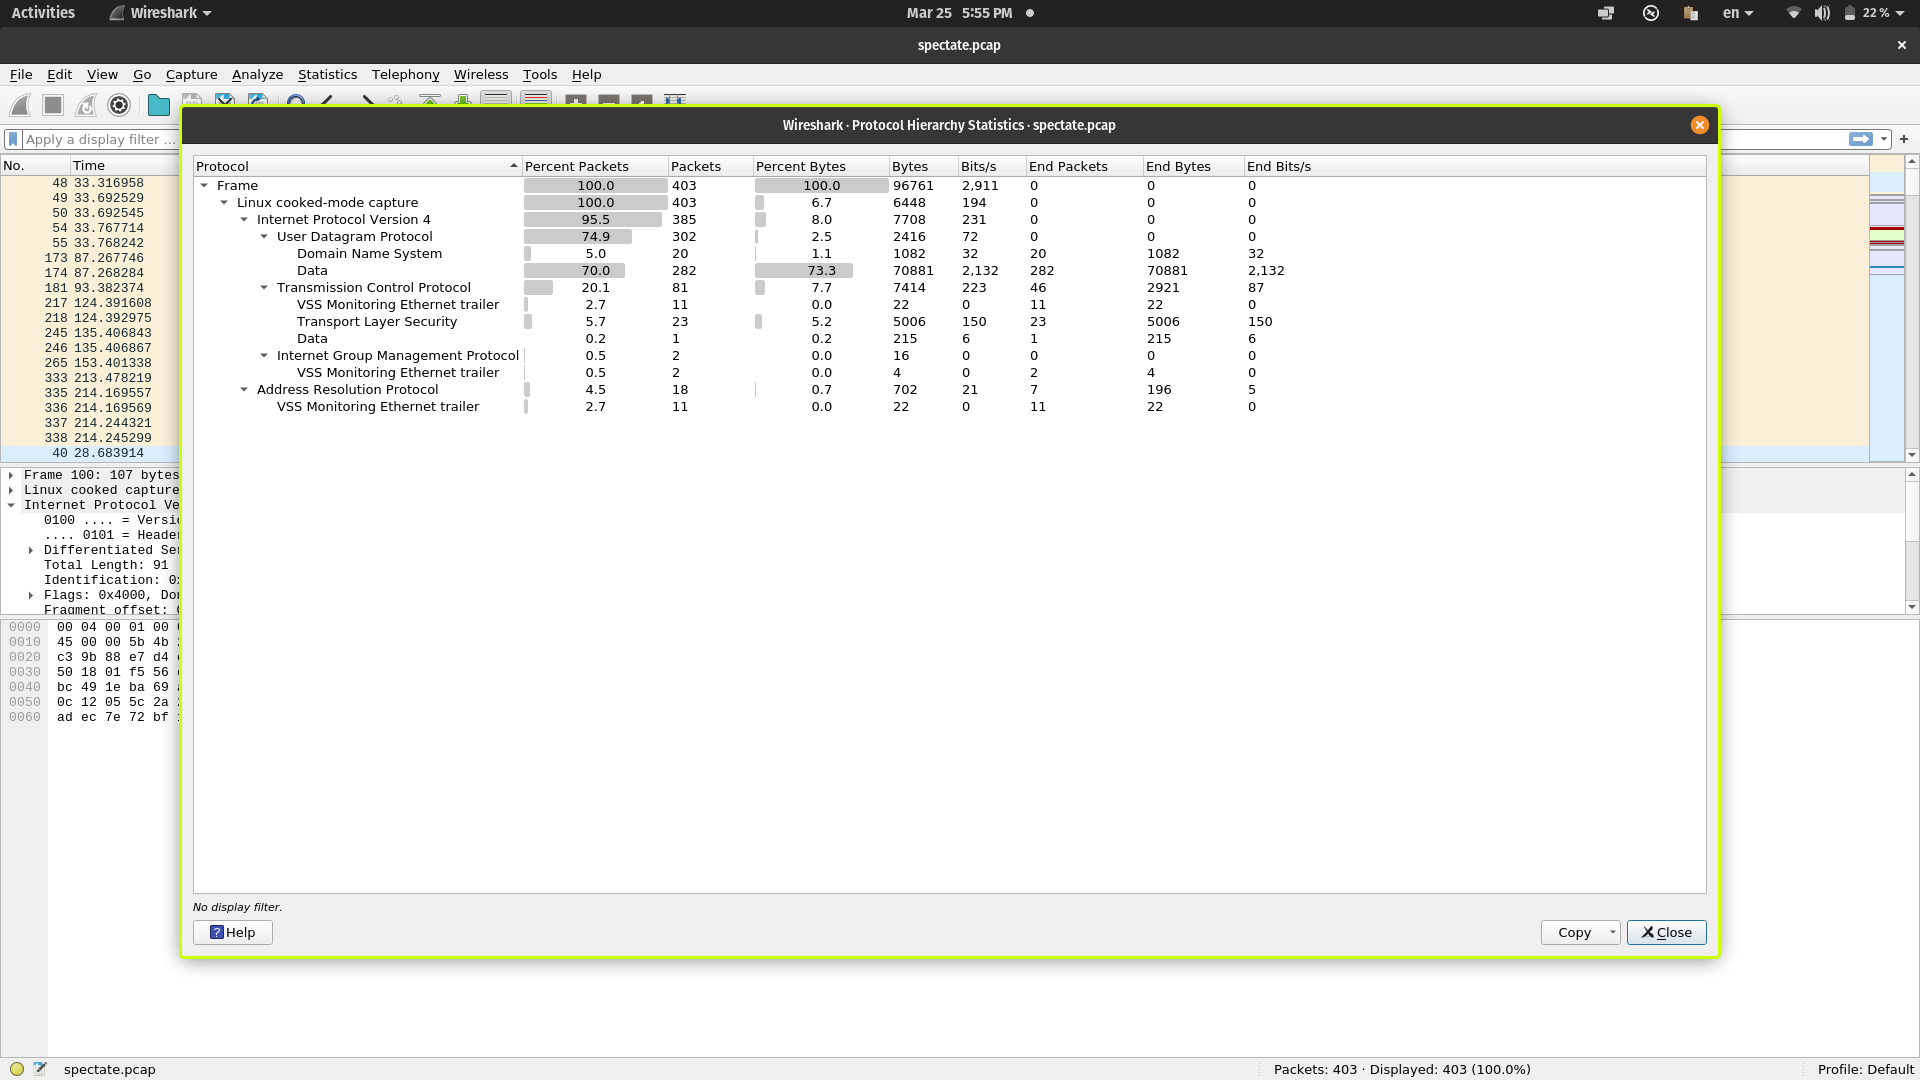 Activities Wireshark Mar 25 5:55 PM en 22 %
spectate.pcap
File Edit View Go Capture Analyze Statistics Telephony Wireless Tools Help
Apply a display filter ...
Wireshark · Protocol Hierarchy Statistics · spectate.pcap
No. Time
48 33.316958
49 33.692529
50 33.692545
54 33.767714
55 33.768242
173 87.267746
174 87.268284
181 93.382374
217 124.391608
218 124.392975
245 135.406843
246 135.406867
265 153.401338
333 213.478219
335 214.169557
336 214.169569
337 214.244321
338 214.245299
40 28.683914
Protocol Percent Packets Packets Percent Bytes Bytes Bits/s End Packets End Bytes End Bits/s
Frame 100.0 403 100.0 96761 2,911 0 0 0
Linux cooked-mode capture 100.0 403 6.7 6448 194 0 0 0
Internet Protocol Version 4 95.5 385 8.0 7708 231 0 0 0
User Datagram Protocol 74.9 302 2.5 2416 72 0 0 0
Domain Name System 5.0 20 1.1 1082 32 20 1082 32
Data 70.0 282 73.3 70881 2,132 282 70881 2,132
Transmission Control Protocol 20.1 81 7.7 7414 223 46 2921 87
VSS Monitoring Ethernet trailer 2.7 11 0.0 22 0 11 22 0
Transport Layer Security 5.7 23 5.2 5006 150 23 5006 150
Data 0.2 1 0.2 215 6 1 215 6
Internet Group Management Protocol 0.5 2 0.0 16 0 0 0 0
VSS Monitoring Ethernet trailer 0.5 2 0.0 4 0 2 4 0
Address Resolution Protocol 4.5 18 0.7 702 21 7 196 5
VSS Monitoring Ethernet trailer 2.7 11 0.0 22 0 11 22 0
Frame 100: 107 bytes
Linux cooked capture
Internet Protocol Ve
0100 .... = Versi
.... 0101 = Heade
Differentiated Se
Total Length: 91
Identification: 0
Flags: 0x4000, Do
Fragment offset:
0000 00 04 00 01 00
0010 45 00 00 5b 4b
0020 c3 9b 88 e7 d4
0030 50 18 01 f5 56
0040 bc 49 1e ba 69
0050 0c 12 05 5c 2a
0060 ad ec 7e 72 bf
No display filter.
Help Copy Close
spectate.pcap Packets: 403 · Displayed: 403 (100.0%) Profile: Default